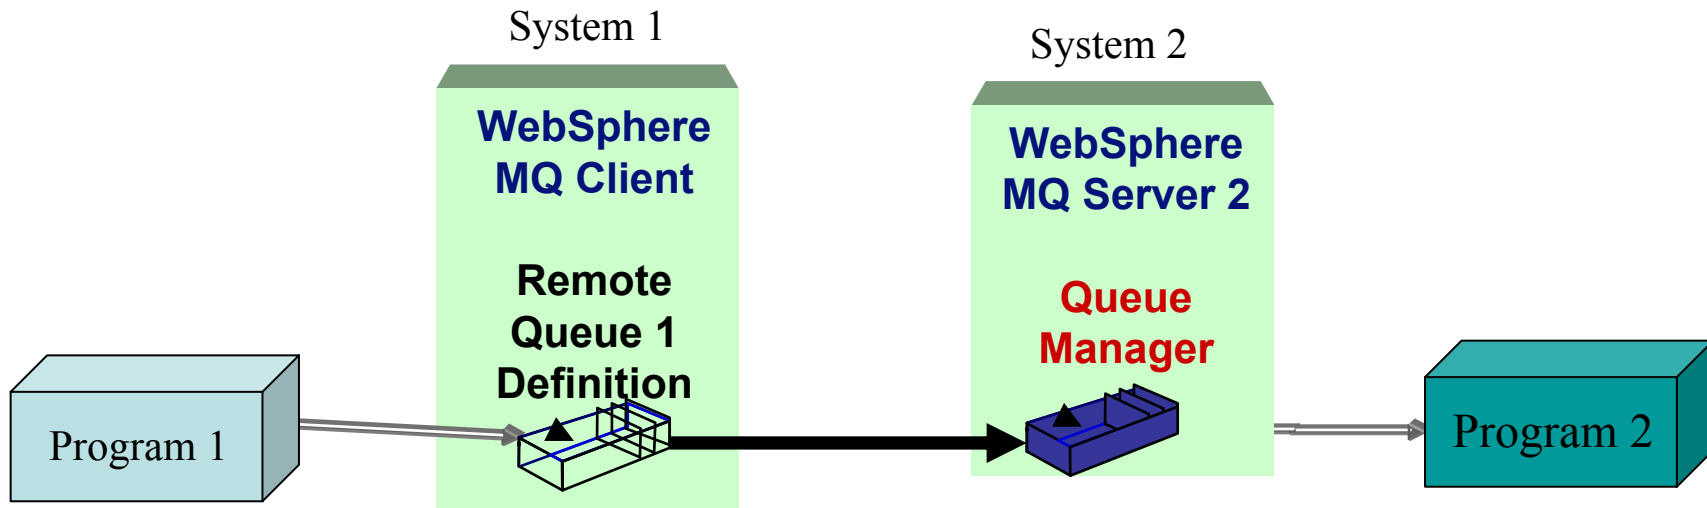 System 1
System 2
WebSphere
MQ Client
WebSphere
MQ Server 2
Remote
Queue 1
Definition
Queue
Manager
Program 1
Program 2